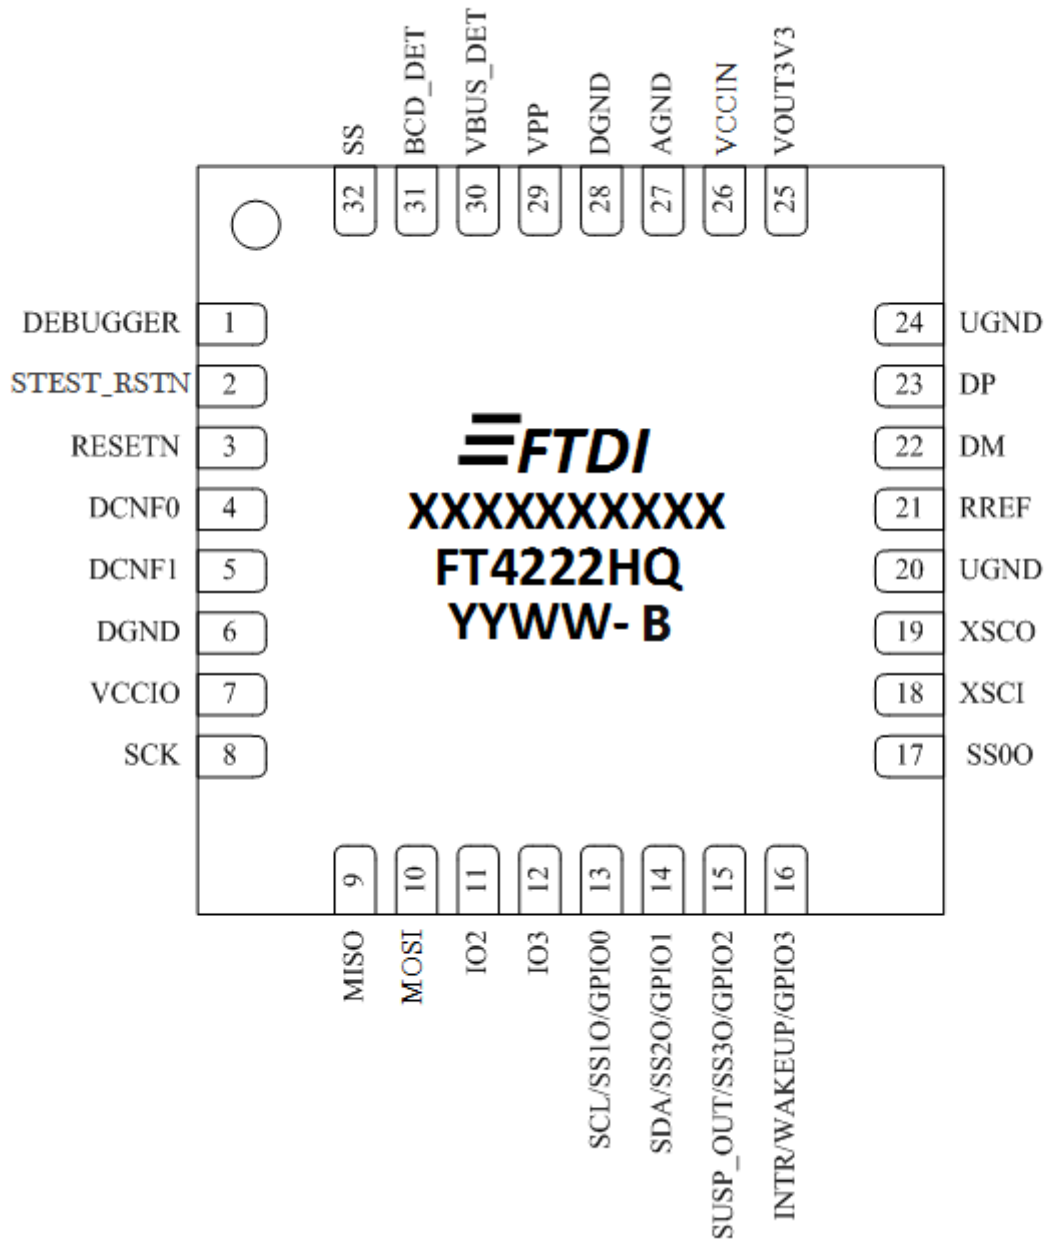 SS
BCD_DET
VBUS_DET
VPP
DGND
AGND
VCCIN
VOUT3V3
32
31
30
29
28
27
26
25
DEBUGGER 1
STEST_RSTN 2
RESETN 3
DCNF0 4
DCNF1 5
DGND 6
VCCIO 7
SCK 8
FTDI
XXXXXXXXXX
FT4222HQ
YYWW- B
24 UGND
23 DP
22 DM
21 RREF
20 UGND
19 XSCO
18 XSCI
17 SS0O
9
10
11
12
13
14
15
16
MISO
MOSI
IO2
IO3
SCL/SS1O/GPIO0
SDA/SS2O/GPIO1
SUSP_OUT/SS3O/GPIO2
INTR/WAKEUP/GPIO3